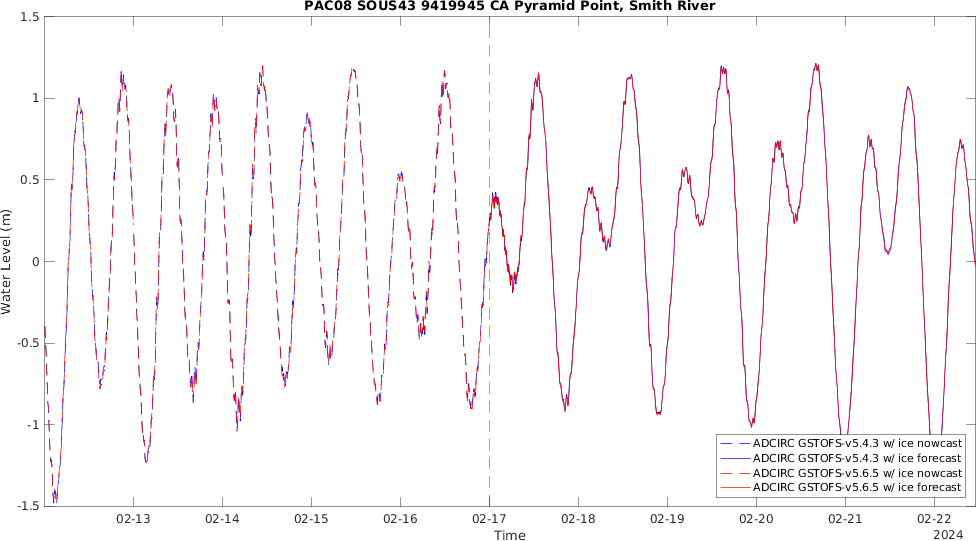 PAC08 SOUS43 9419945 CA Pyramid Point, Smith River
1.5
1
0.5
0
-0.5
-1
-1.5
Water Level (m)
02-13 02-14 02-15 02-16 02-17 02-18 02-19 02-20 02-21 02-22
Time
2024
ADCIRC GSTOFS-v5.4.3 w/ ice nowcast
ADCIRC GSTOFS-v5.4.3 w/ ice forecast
ADCIRC GSTOFS-v5.6.5 w/ ice nowcast
ADCIRC GSTOFS-v5.6.5 w/ ice forecast